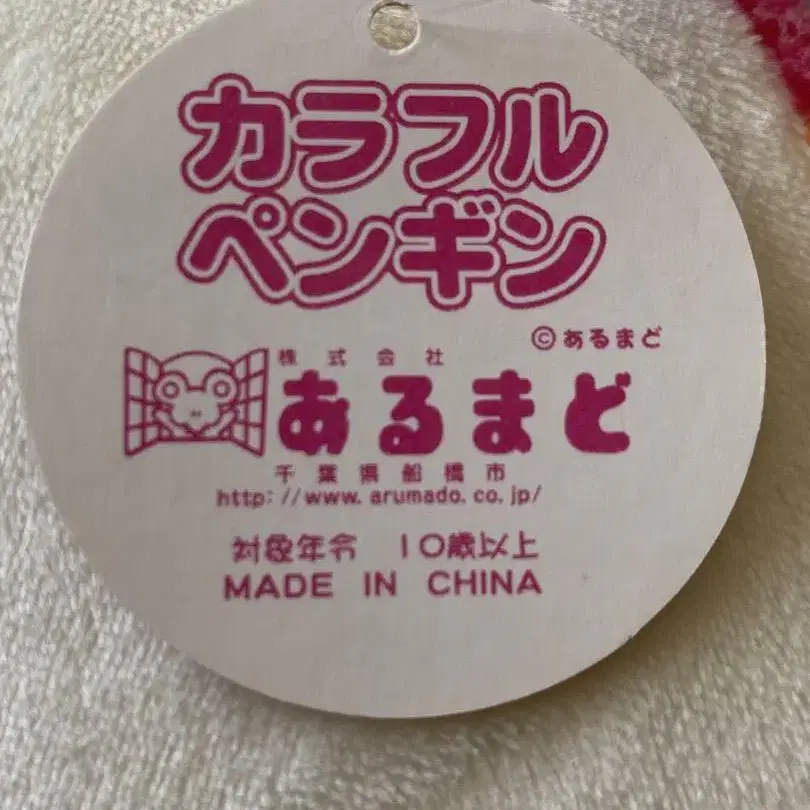 カラフル
ペンギン
©あるまど
株式会社
あるまど
千葉県船橋市
http://www.arumado.co.jp/
対象年令 10歳以上
MADE IN CHINA